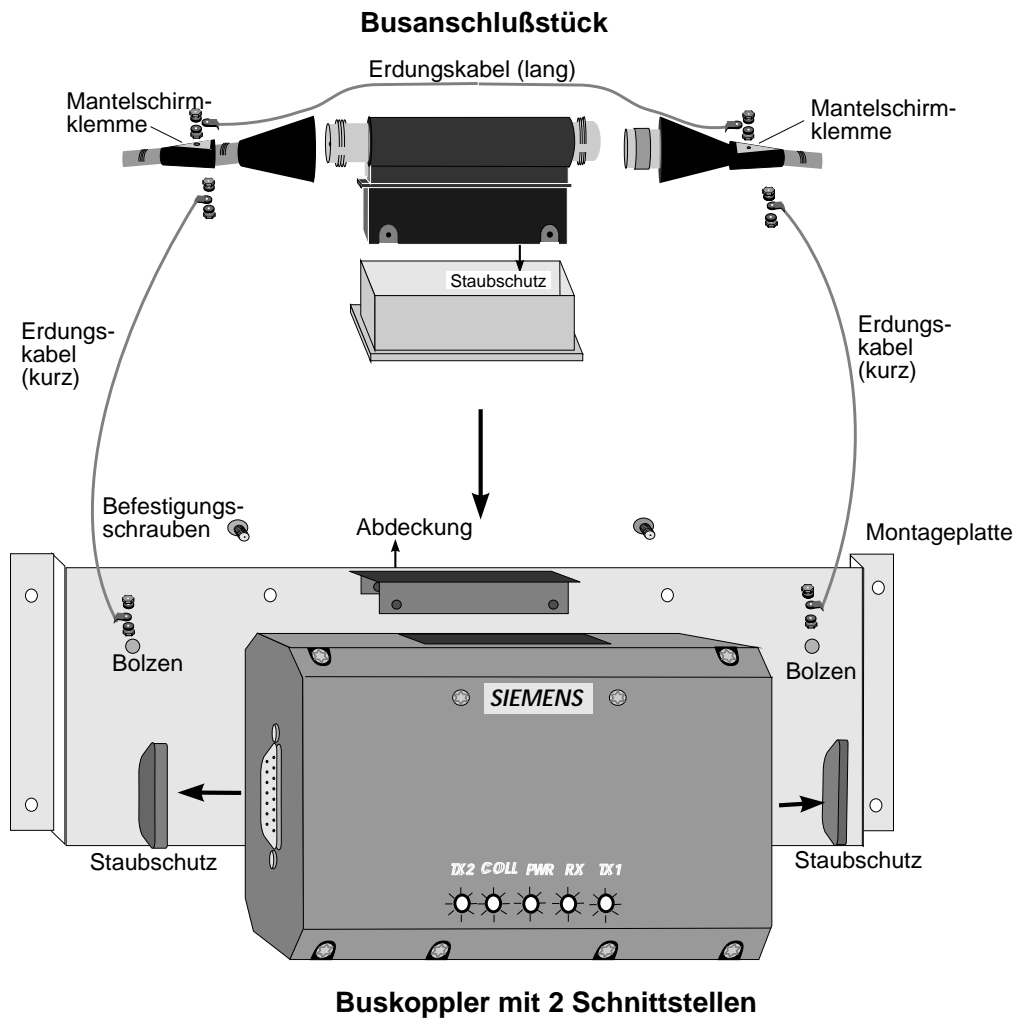 Busanschlußstück
Erdungskabel (lang)
Mantelschirm-
klemme
Mantelschirm-
klemme
Staubschutz
Erdungs-
kabel
(kurz)
Erdungs-
kabel
(kurz)
Befestigungs-
schrauben
Abdeckung
Montageplatte
Bolzen
Bolzen
SIEMENS
Staubschutz
Staubschutz
TX2 COLL PWR RX TX1
Buskoppler mit 2 Schnittstellen